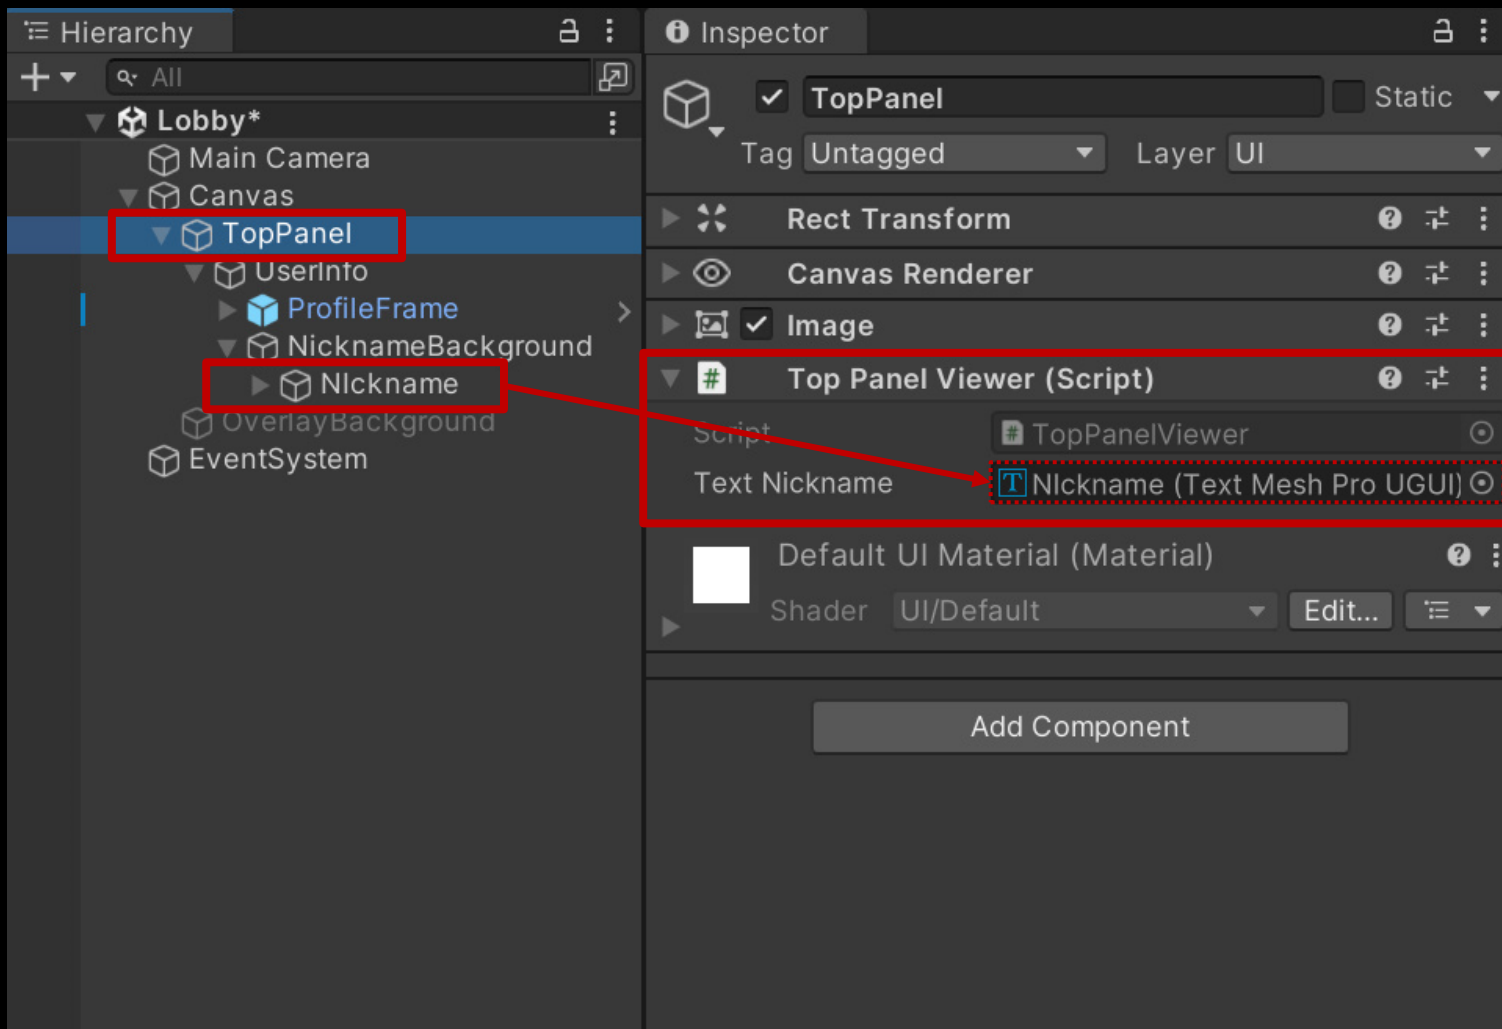 Hierarchy
All
Lobby*
Main Camera
Canvas
TopPanel
UserInfo
ProfileFrame
NicknameBackground
NIckname
OverlayBackground
EventSystem
Inspector
TopPanel
Static
Tag Untagged Layer UI
Rect Transform
Canvas Renderer
Image
# Top Panel Viewer (Script)
Script # TopPanelViewer
Text Nickname T NIckname (Text Mesh Pro UGUI)
Default UI Material (Material)
Shader UI/Default Edit...
Add Component